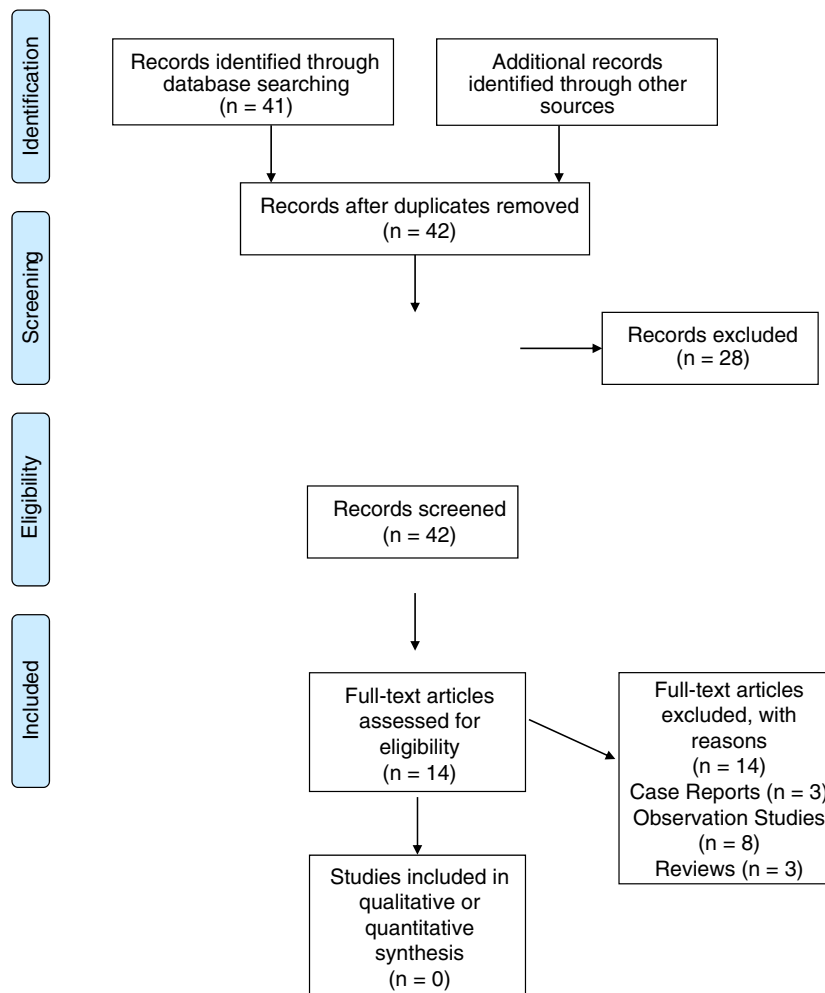 Identification
Records identified through
database searching
(n = 41)
Additional records
identified through other
sources
Records after duplicates removed
(n = 42)
Screening
Records excluded
(n = 28)
Eligibility
Records screened
(n = 42)
Included
Full-text articles
assessed for
eligibility
(n = 14)
Full-text articles
excluded, with
reasons
(n = 14)
Case Reports (n = 3)
Observation Studies
(n = 8)
Reviews (n = 3)
Studies included in
qualitative or
quantitative
synthesis
(n = 0)